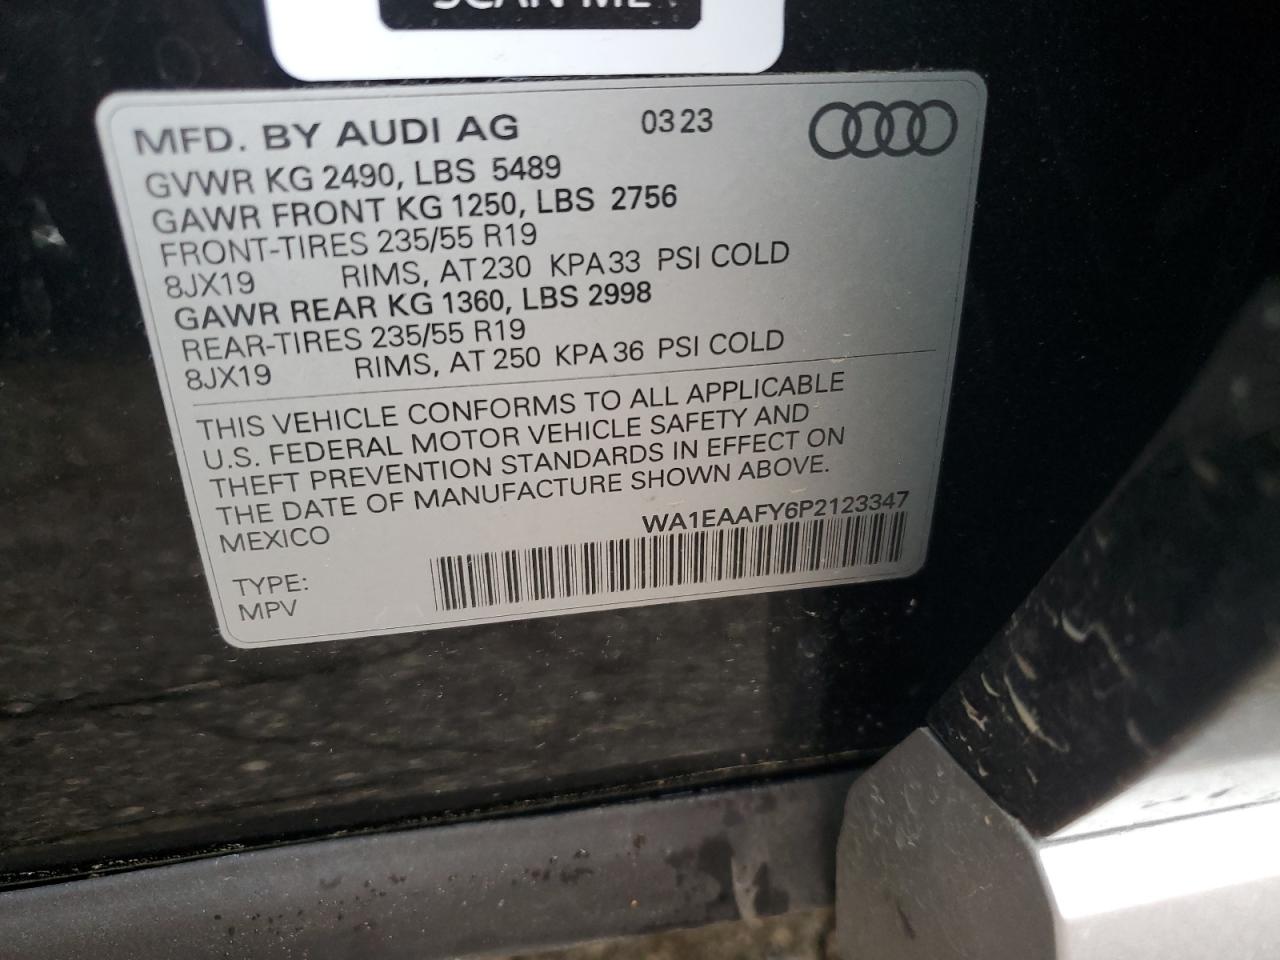 SCAN ME
MFD. BY AUDI AG 03 23
GVWR KG 2490, LBS 5489
GAWR FRONT KG 1250, LBS 2756
FRONT-TIRES 235/55 R19
8JX19 RIMS, AT 230 KPA 33 PSI COLD
GAWR REAR KG 1360, LBS 2998
REAR-TIRES 235/55 R19
8JX19 RIMS, AT 250 KPA 36 PSI COLD
THIS VEHICLE CONFORMS TO ALL APPLICABLE
U.S. FEDERAL MOTOR VEHICLE SAFETY AND
THEFT PREVENTION STANDARDS IN EFFECT ON
THE DATE OF MANUFACTURE SHOWN ABOVE.
MEXICO WA1EAAFY6P2123347
TYPE:
MPV